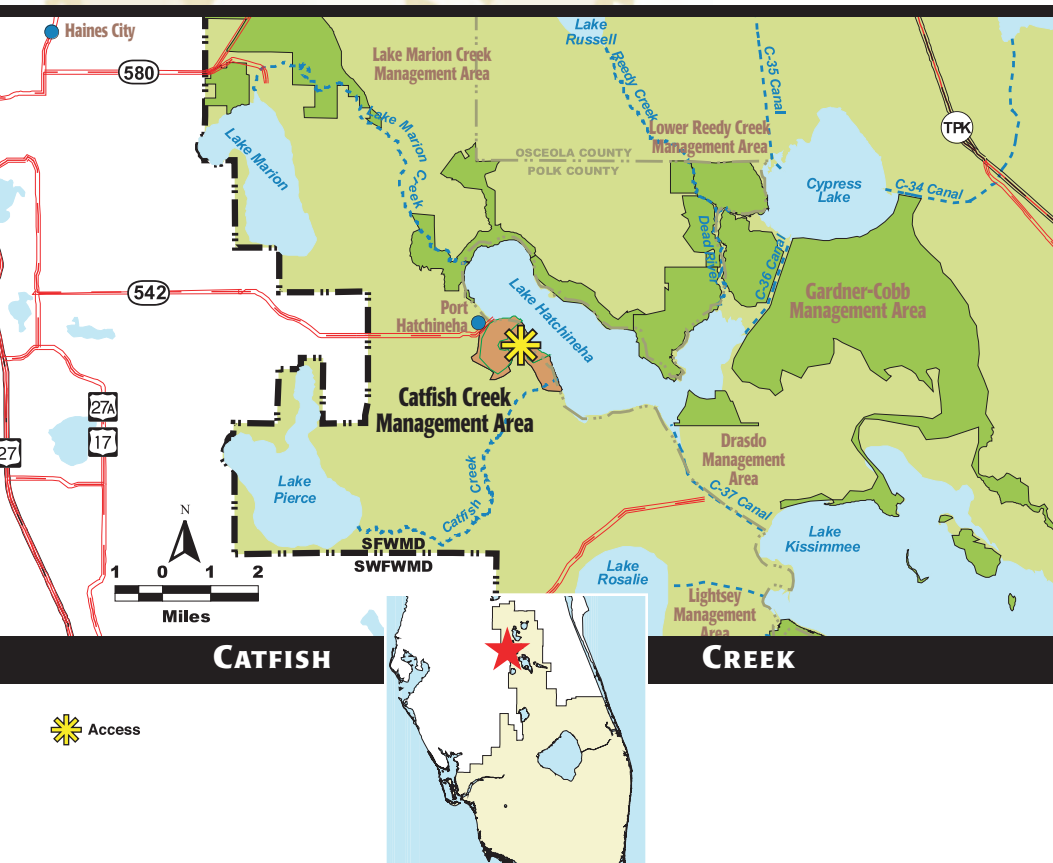 Haines City
580
Lake Marion Creek
Management Area
Lake
Russell
Reedy Creek
C-35 Canal
TPK
Lake Marion
Lake Marion Creek
Lower Reedy Creek
Management Area
OSCEOLA COUNTY
POLK COUNTY
Cypress
Lake
C-34 Canal
Dead River
C-36 Canal
542
Port
Hatchineha
Lake Hatchineha
Gardner-Cobb
Management Area
Catfish Creek
Management Area
27A
17
27
Drasdo
Management
Area
Lake
Pierce
Catfish Creek
C-37 Canal
N
SFWMD
SWFWMD
Lake
Kissimmee
Lake
Rosalie
1 0 1 2
Miles
Lightsey
Management
Area
CATFISH CREEK
Access